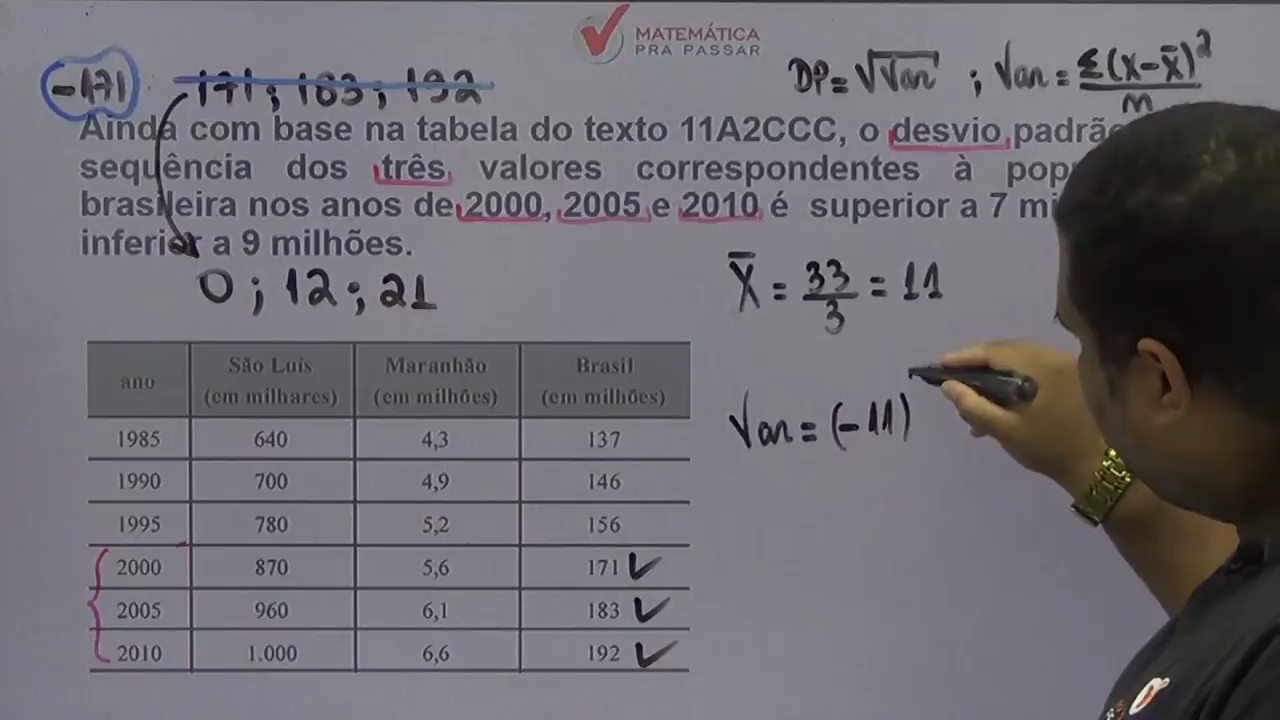 MATEMÁTICA
PRA PASSAR
-171 171 ; 183 ; 192
DP = √Var ; Var = Σ(x-x̄)²
n
Ainda com base na tabela do texto 11A2CCC, o desvio
sequência dos três valores correspondentes à
brasileira nos anos de 2000, 2005 e 2010 é superior a 7
inferior a 9 milhões.
0 ; 12 ; 21
X̄ = 33/3 = 11
Var = (-11)
ano São Luís (em milhares) Maranhão (em milhões) Brasil (em milhões)
1985 640 4,3 137
1990 700 4,9 146
1995 780 5,2 156
2000 870 5,6 171 ✓
2005 960 6,1 183 ✓
2010 1.000 6,6 192 ✓